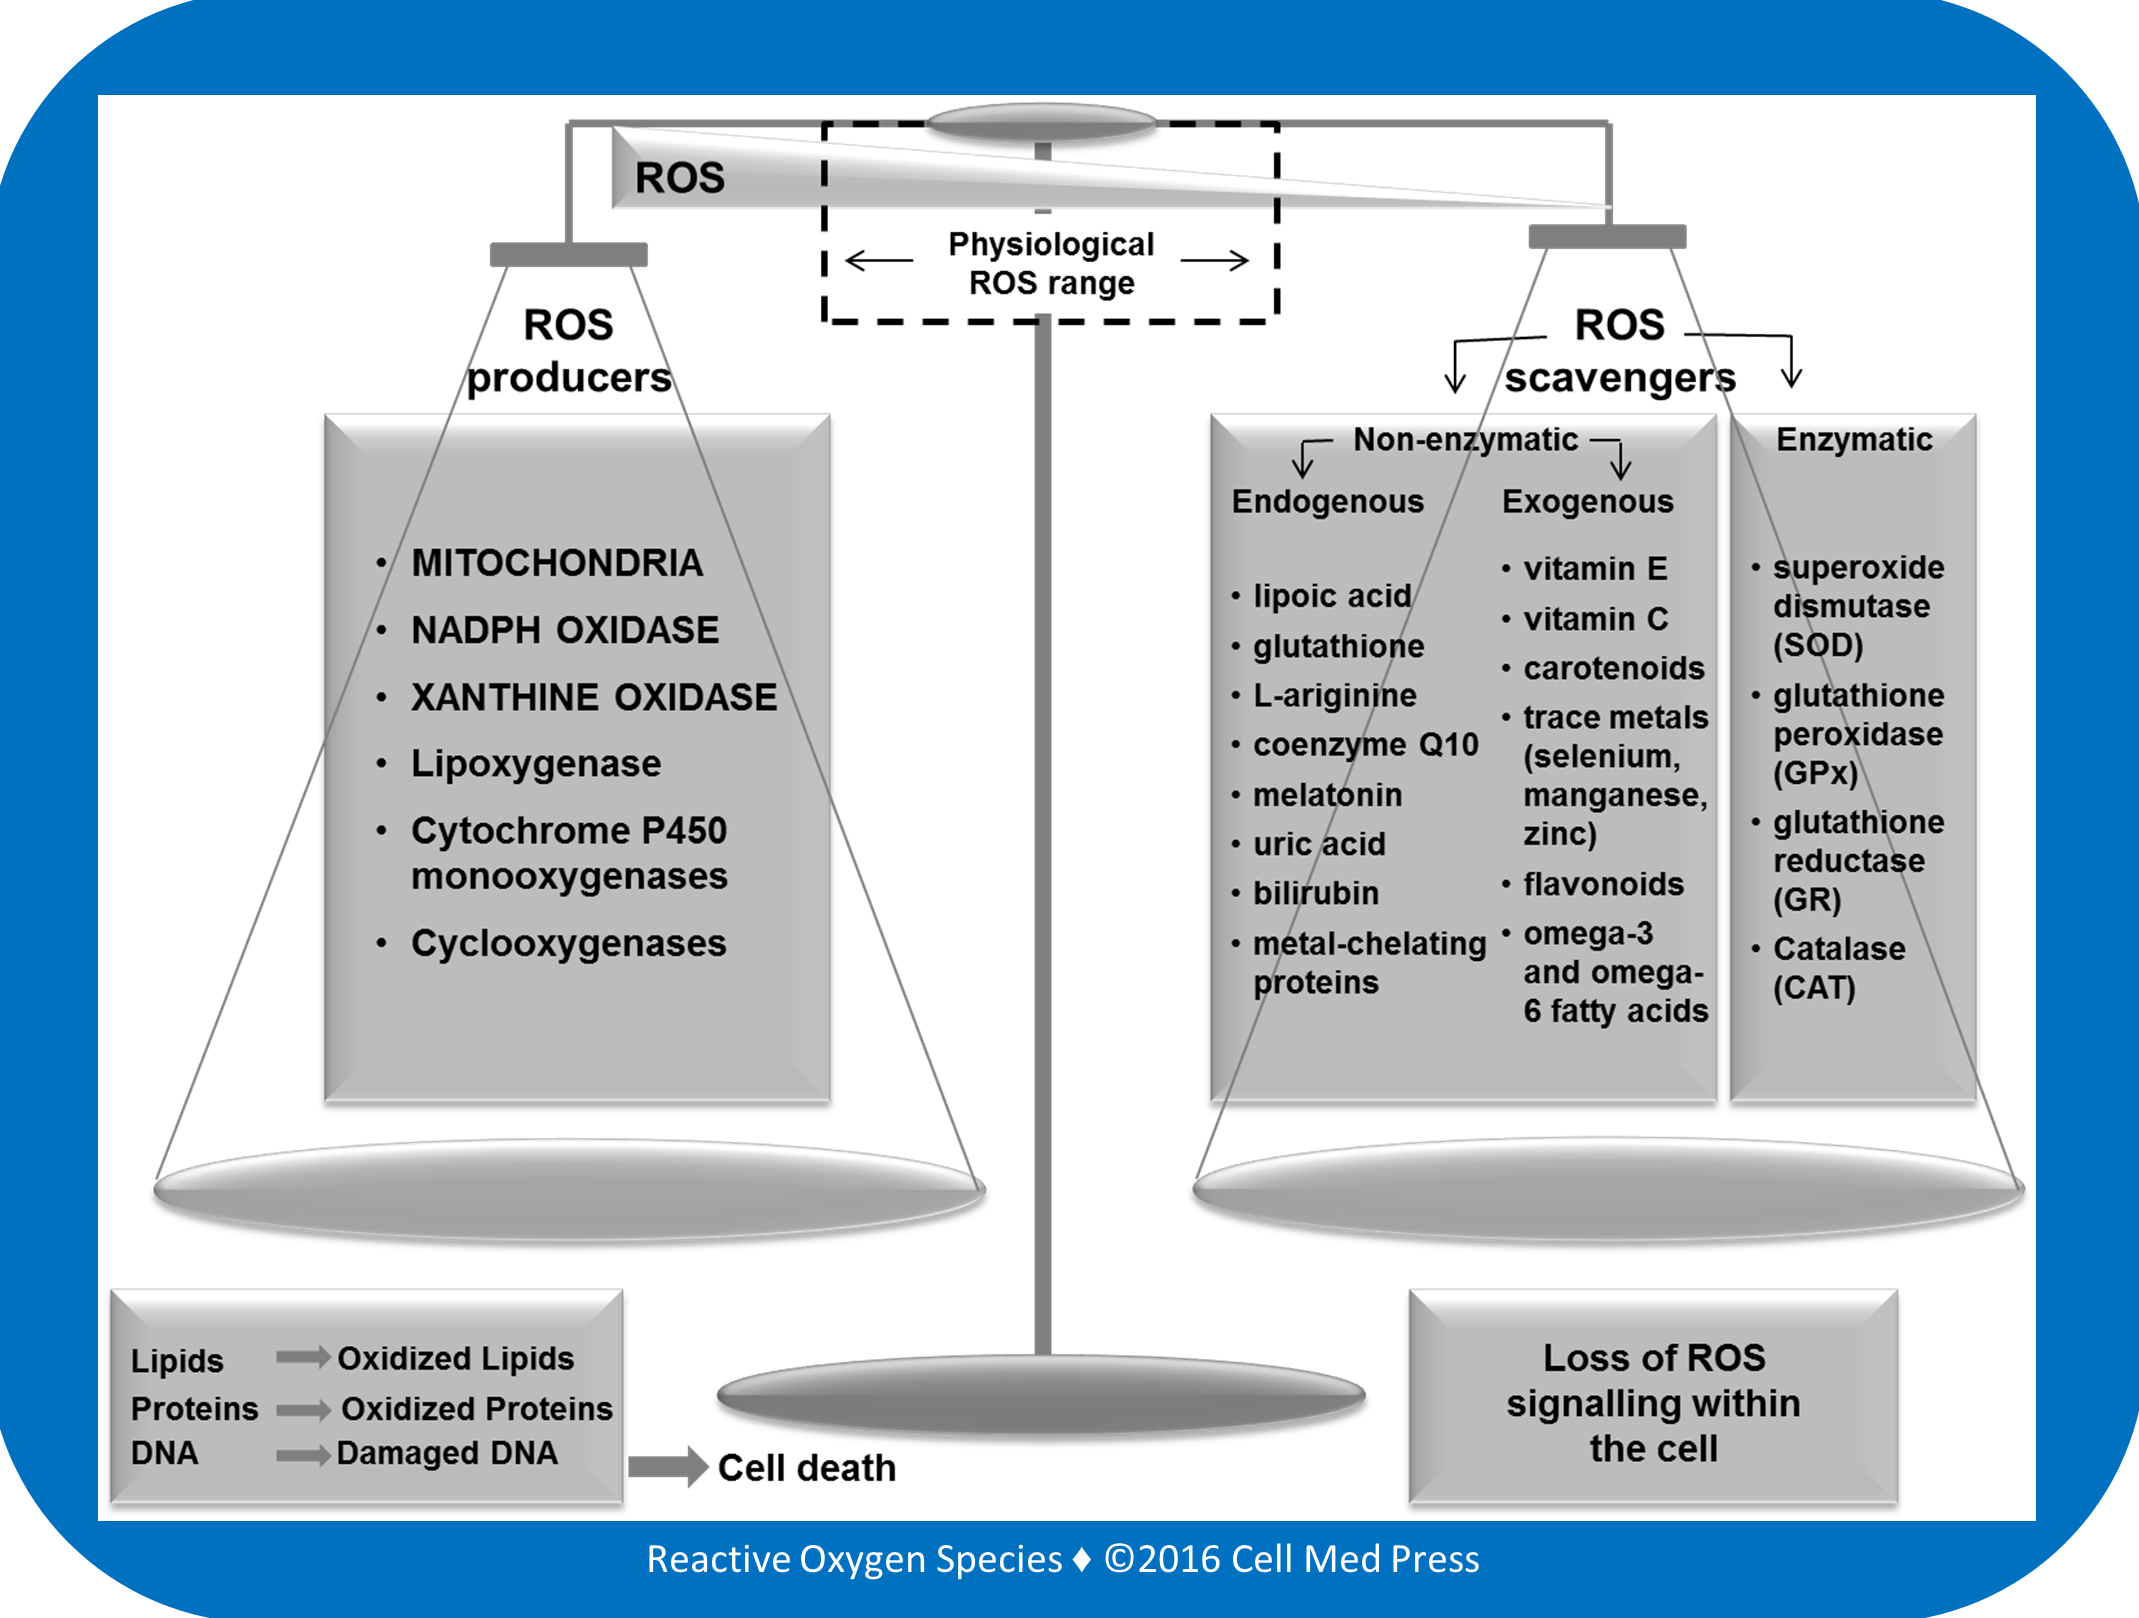 ROS
Physiological
ROS range
ROS
producers
• MITOCHONDRIA
• NADPH OXIDASE
• XANTHINE OXIDASE
• Lipoxygenase
• Cytochrome P450
monooxygenases
• Cyclooxygenases
ROS
scavengers
Non-enzymatic
Endogenous
• lipoic acid
• glutathione
• L-ariginine
• coenzyme Q10
• melatonin
• uric acid
• bilirubin
• metal-chelating
proteins
Exogenous
• vitamin E
• vitamin C
• carotenoids
• trace metals
(selenium,
manganese,
zinc)
• flavonoids
• omega-3
and omega-
6 fatty acids
Enzymatic
• superoxide
dismutase
(SOD)
• glutathione
peroxidase
(GPx)
• glutathione
reductase
(GR)
• Catalase
(CAT)
Lipids Oxidized Lipids
Proteins Oxidized Proteins
DNA Damaged DNA
Cell death
Loss of ROS
signalling within
the cell
Reactive Oxygen Species ♦ ©2016 Cell Med Press